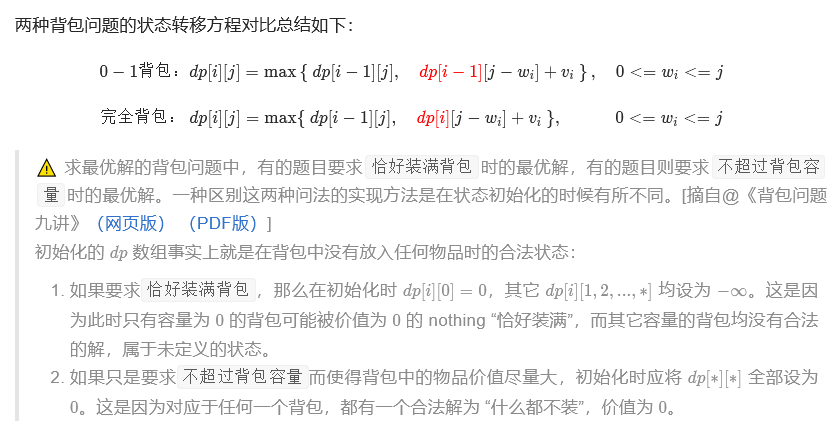 两种背包问题的状态转移方程对比总结如下：
0 − 1背包：dp[i][j] = max{ dp[i − 1][j], dp[i − 1][j − wᵢ] + vᵢ }, 0 <= wᵢ <= j
完全背包：dp[i][j] = max{ dp[i − 1][j], dp[i][j − wᵢ] + vᵢ }, 0 <= wᵢ <= j
⚠ 求最优解的背包问题中，有的题目要求 恰好装满背包 时的最优解，有的题目则要求 不超过背包容
量 时的最优解。一种区别这两种问法的实现方法是在状态初始化的时候有所不同。[摘自@《背包问题
九讲》（网页版） （PDF版）]
初始化的 dp 数组事实上就是在背包中没有放入任何物品时的合法状态：
1. 如果要求 恰好装满背包 ，那么在初始化时 dp[i][0] = 0，其它 dp[i][1, 2, ..., ∗] 均设为 −∞。这是因
为此时只有容量为 0 的背包可能被价值为 0 的 nothing “恰好装满”，而其它容量的背包均没有合法
的解，属于未定义的状态。
2. 如果只是要求 不超过背包容量 而使得背包中的物品价值尽量大，初始化时应将 dp[∗][∗] 全部设为
0。这是因为对应于任何一个背包，都有一个合法解为 “什么都不装”，价值为 0。